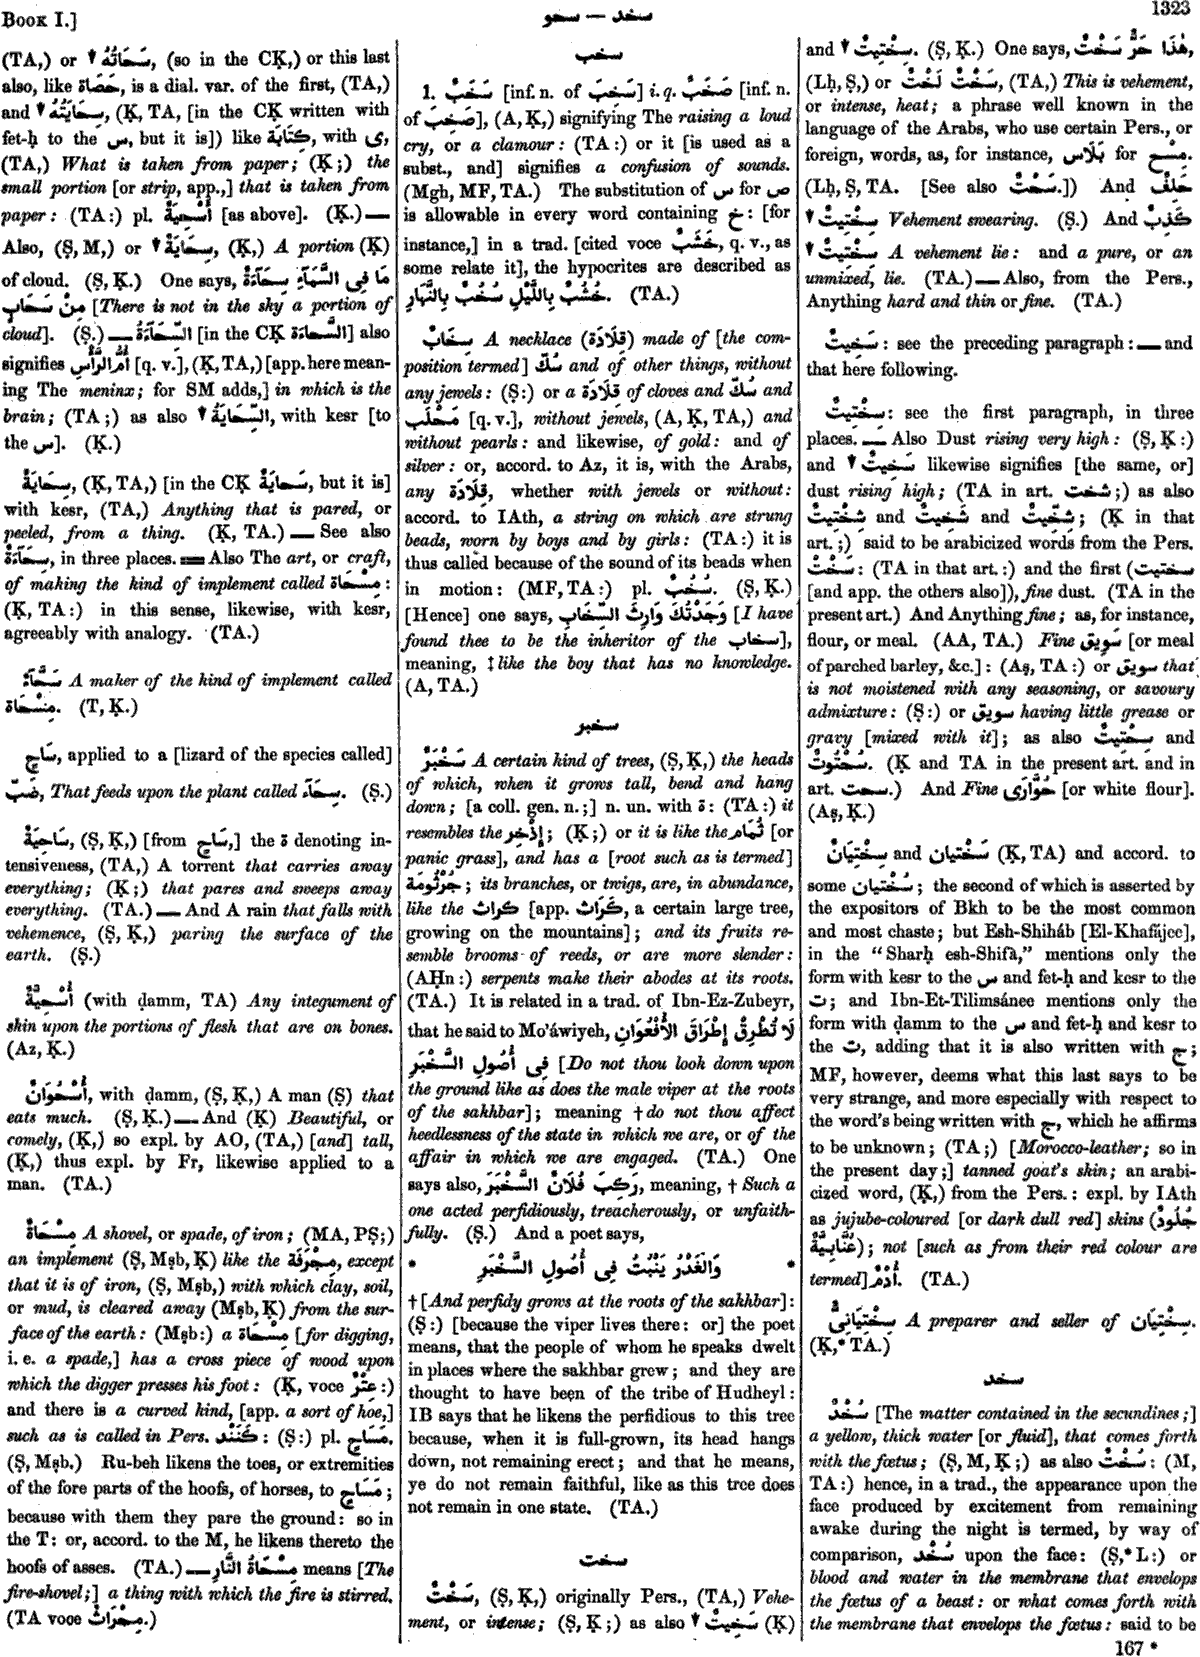 BOOK I.]
سحو — سخد
1323
(TA,) or ↓ سَحَاتُهُ, (so in the CḲ,) or this last
also, like حَصَاة, is a dial. var. of the first, (TA,)
and ↓ سِحَايَتُهُ, (Ḳ, TA, [in the CḲ written with
fet-ḥ to the س, but it is]) like كِتَابَة, with ى,
(TA,) What is taken from paper; (Ḳ;) the
small portion [or strip, app.,] that is taken from
paper: (TA:) pl. أَسْحِيَةٌ [as above]. (Ḳ.) —
Also, (Ṣ, M,) or ↓ سِحَايَةٌ, (Ḳ,) A portion (Ḳ)
of cloud. (Ṣ, Ḳ.) One says, مَا فِى السَّمَآءِ سِحَآءَةٌ
مِنْ سَحَابٍ [There is not in the sky a portion of
cloud]. (Ṣ.) — السِّحَآءَةُ [in the CḲ السَّحاءَة] also
signifies أُمُّ الرَّأْسِ [q. v.], (Ḳ, TA,) [app. here mean-
ing The meninx; for SM adds,] in which is the
brain; (TA;) as also ↓ السِّحَايَةُ, with kesr [to
the س]. (Ḳ.)
سِحَايَةٌ, (Ḳ, TA,) [in the CḲ سَحَايَةٌ, but it is]
with kesr, (TA,) Anything that is pared, or
peeled, from a thing. (Ḳ, TA.) — See also
سِحَآءَةٌ, in three places. = Also The art, or craft,
of making the kind of implement called مِسْحَاة:
(Ḳ, TA:) in this sense, likewise, with kesr,
agreeably with analogy. (TA.)
سَحَّآءٌ A maker of the kind of implement called
مِسْحَاة. (T, Ḳ.)
سَاحٍ, applied to a [lizard of the species called]
ضَبّ, That feeds upon the plant called سِحَآء. (Ṣ.)
سَاحِيَةٌ, (Ṣ, Ḳ,) [from سَاحٍ,] the ة denoting in-
tensiveness, (TA,) A torrent that carries away
everything; (Ḳ;) that pares and sweeps away
everything. (TA.) — And A rain that falls with
vehemence, (Ṣ, Ḳ,) paring the surface of the
earth. (Ṣ.)
أُسْحِيَّةٌ (with ḍamm, TA) Any integument of
skin upon the portions of flesh that are on bones.
(Az, Ḳ.)
أُسْحُوَانٌ, with ḍamm, (Ṣ, Ḳ,) A man (Ṣ) that
eats much. (Ṣ, Ḳ.) — And (Ḳ) Beautiful, or
comely, (Ḳ,) so expl. by AO, (TA,) [and] tall,
(Ḳ,) thus expl. by Fr, likewise applied to a
man. (TA.)
مِسْحَاةٌ A shovel, or spade, of iron; (MA, PṢ;)
an implement (Ṣ, Mṣb, Ḳ) like the مِجْرَفَة, except
that it is of iron, (Ṣ, Mṣb,) with which clay, soil,
or mud, is cleared away (Mṣb, Ḳ) from the sur-
face of the earth: (Mṣb:) a مِسْحَاة [for digging,
i. e. a spade,] has a cross piece of wood upon
which the digger presses his foot: (Ḳ, voce عِتْرٌ:)
and there is a curved kind, [app. a sort of hoe,]
such as is called in Pers. كَنَنْد: (Ṣ:) pl. مَسَاحٍ.
(Ṣ, Mṣb.) Ru-beh likens the toes, or extremities
of the fore parts of the hoofs, of horses, to مَسَاحٍ;
because with them they pare the ground: so in
the T: or, accord. to the M, he likens thereto the
hoofs of asses. (TA.) — مِسْحَاةُ النَّارِ means [The
fire-shovel;] a thing with which the fire is stirred.
(TA voce مِحْرَاثٌ.)
سخب
1. سَخَبٌ [inf. n. of سَخِبَ] i. q. صَخَبٌ [inf. n.
of صَخِبَ], (A, Ḳ,) signifying The raising a loud
cry, or a clamour: (TA:) or it [is used as a
subst., and] signifies a confusion of sounds.
(Mgh, MF, TA.) The substitution of س for ص
is allowable in every word containing خ: [for
instance,] in a trad. [cited voce خَشَبٌ, q. v., as
some relate it], the hypocrites are described as
خُشُبٌ بِاللَّيْلِ سُخُبٌ بِالنَّهَارِ. (TA.)
سِخَابٌ A necklace (قِلَادَة) made of [the com-
position termed] سُكّ and of other things, without
any jewels: (Ṣ:) or a قِلَادَة of cloves and سُكّ and
مَحْلَب [q. v.], without jewels, (A, Ḳ, TA,) and
without pearls: and likewise, of gold: and of
silver: or, accord. to Az, it is, with the Arabs,
any قِلَادَة, whether with jewels or without:
accord. to IAth, a string on which are strung
beads, worn by boys and by girls: (TA:) it is
thus called because of the sound of its beads when
in motion: (MF, TA:) pl. سُخُبٌ. (Ṣ, Ḳ.)
[Hence] one says, وَجَدْتُكَ وَارِثَ السِّخَابِ [I have
found thee to be the inheritor of the سخاب],
meaning, ‡ like the boy that has no knowledge.
(A, TA.)
سخبر
سَخْبَرٌ A certain kind of trees, (Ṣ, Ḳ,) the heads
of which, when it grows tall, bend and hang
down; [a coll. gen. n.;] n. un. with ة: (TA:) it
resembles the إِذْخِر; (Ḳ;) or it is like the ثُمَام [or
panic grass], and has a [root such as is termed]
جُرْثُومَة; its branches, or twigs, are, in abundance,
like the كراث [app. كَرَاث, a certain large tree,
growing on the mountains]; and its fruits re-
semble brooms of reeds, or are more slender:
(AḤn:) serpents make their abodes at its roots.
(TA.) It is related in a trad. of Ibn-Ez-Zubeyr,
that he said to Mo'áwiyeh, لَا تُطْرِقْ إِطْرَاقَ الأُفْعُوَانِ
فِى أُصُولِ السَّخْبَرِ [Do not thou look down upon
the ground like as does the male viper at the roots
of the sakhbar]; meaning † do not thou affect
heedlessness of the state in which we are, or of the
affair in which we are engaged. (TA.) One
says also, رَكِبَ فُلَانٌ السَّخْبَرَ, meaning, † Such a
one acted perfidiously, treacherously, or unfaith-
fully. (Ṣ.) And a poet says,
* وَالغَدْرُ يَنْبُتُ فِى أُصُولِ السَّخْبَرِ *
† [And perfidy grows at the roots of the sakhbar]:
(Ṣ:) [because the viper lives there: or] the poet
means, that the people of whom he speaks dwelt
in places where the sakhbar grew; and they are
thought to have been of the tribe of Hudheyl:
IB says that he likens the perfidious to this tree
because, when it is full-grown, its head hangs
down, not remaining erect; and that he means,
ye do not remain faithful, like as this tree does
not remain in one state. (TA.)
سخت
سَخْتٌ, (Ṣ, Ḳ,) originally Pers., (TA,) Vehe-
ment, or intense; (Ṣ, Ḳ;) as also ↓ سَخِيتٌ (Ḳ)
and ↓ سِخْتِيتٌ. (Ṣ, Ḳ.) One says, هٰذَا حَرٌّ سَخْتٌ,
(Lḥ, Ṣ,) or سَخْتٌ لَخْتٌ, (TA,) This is vehement,
or intense, heat; a phrase well known in the
language of the Arabs, who use certain Pers., or
foreign, words, as, for instance, بَلَاس for مِسْح.
(Lḥ, Ṣ, TA. [See also سَخْتٌ.]) And حَلِفٌ
↓ سِخْتِيتٌ Vehement swearing. (Ṣ.) And كَذِبٌ
↓ سِخْتِيتٌ A vehement lie: and a pure, or an
unmixed, lie. (TA.) — Also, from the Pers.,
Anything hard and thin or fine. (TA.)
سَخِيتٌ: see the preceding paragraph: — and
that here following.
سِخْتِيتٌ: see the first paragraph, in three
places. — Also Dust rising very high: (Ṣ, Ḳ:)
and ↓ سَخِيتٌ likewise signifies [the same, or]
dust rising high; (TA in art. شخت;) as also
شِخْتِيتٌ and شَخِيتٌ and شِخِّيتٌ; (Ḳ in that
art.;) said to be arabicized words from the Pers.
سَخْتْ: (TA in that art.:) and the first (سختيت
[and app. the others also]), fine dust. (TA in the
present art.) And Anything fine; as, for instance,
flour, or meal. (AA, TA.) Fine سَوِيق [or meal
of parched barley, &c.]: (Aṣ, TA:) or سويق that
is not moistened with any seasoning, or savoury
admixture: (Ṣ:) or سويق having little grease or
gravy [mixed with it]; as also سِحْتِيتٌ and
سُحْتُوتٌ. (Ḳ and TA in the present art. and in
art. سحت.) And Fine حُوَّارَى [or white flour].
(Aṣ, Ḳ.)
سِخْتِيَانٌ and سَخْتِيان (Ḳ, TA) and accord. to
some سُخْتِيان; the second of which is asserted by
the expositors of Bkh to be the most common
and most chaste; but Esh-Shiháb [El-Khafájee],
in the "Sharḥ esh-Shifà," mentions only the
form with kesr to the س and fet-ḥ and kesr to the
ت; and Ibn-Et-Tilimsánee mentions only the
form with ḍamm to the س and fet-ḥ and kesr to
the ت, adding that it is also written with ج;
MF, however, deems what this last says to be
very strange, and more especially with respect to
the word's being written with ج, which he affirms
to be unknown; (TA;) [Morocco-leather; so in
the present day;] tanned goat's skin; an arabi-
cized word, (Ḳ,) from the Pers.: expl. by IAth
as jujube-coloured [or dark dull red] skins (جُلُودٌ
عُنَّابِيَّةٌ); not [such as from their red colour are
termed] أُدْمٌ. (TA.)
سِخْتِيَانِىٌّ A preparer and seller of سِخْتِيَان.
(Ḳ,* TA.)
سخد
سُخْدٌ [The matter contained in the secundines;]
a yellow, thick water [or fluid], that comes forth
with the fœtus; (Ṣ, M, Ḳ;) as also سُخْتٌ: (M,
TA:) hence, in a trad., the appearance upon the
face produced by excitement from remaining
awake during the night is termed, by way of
comparison, سُخْد upon the face: (Ṣ,* L:) or
blood and water in the membrane that envelops
the fœtus of a beast: or what comes forth with
the membrane that envelops the fœtus: said to be
167 *